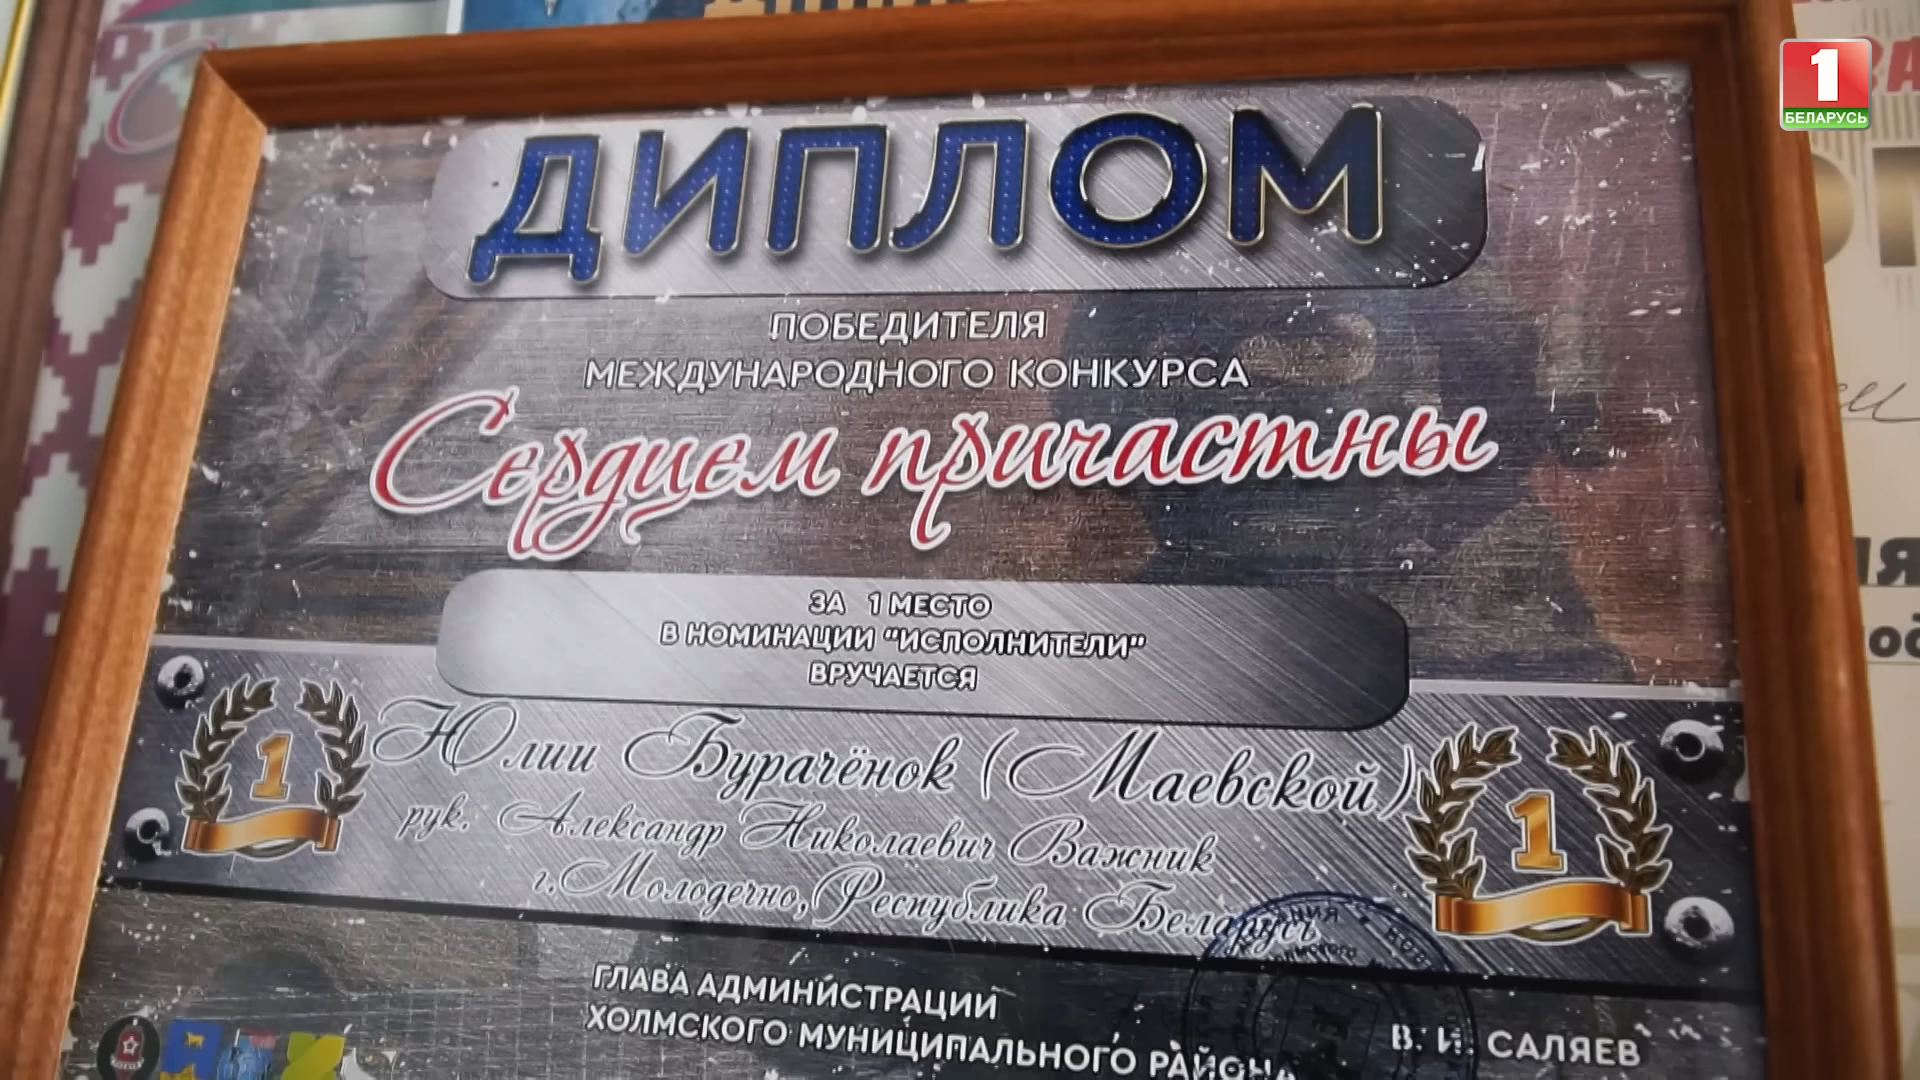 1
БЕЛАРУСЬ
ДИПЛОМ
ПОБЕДИТЕЛЯ
МЕЖДУНАРОДНОГО КОНКУРСА
Сердцем причастны
ЗА 1 МЕСТО
В НОМИНАЦИИ "ИСПОЛНИТЕЛИ"
ВРУЧАЕТСЯ
Юлии Бурачёнок (Маевской)
1
1
рук. Александр Николаевич Важник
г.Молодечно, Республика Беларусь
ГЛАВА АДМИНИСТРАЦИИ
ХОЛМСКОГО МУНИЦИПАЛЬНОГО РАЙОНА
В. И. САЛЯЕВ